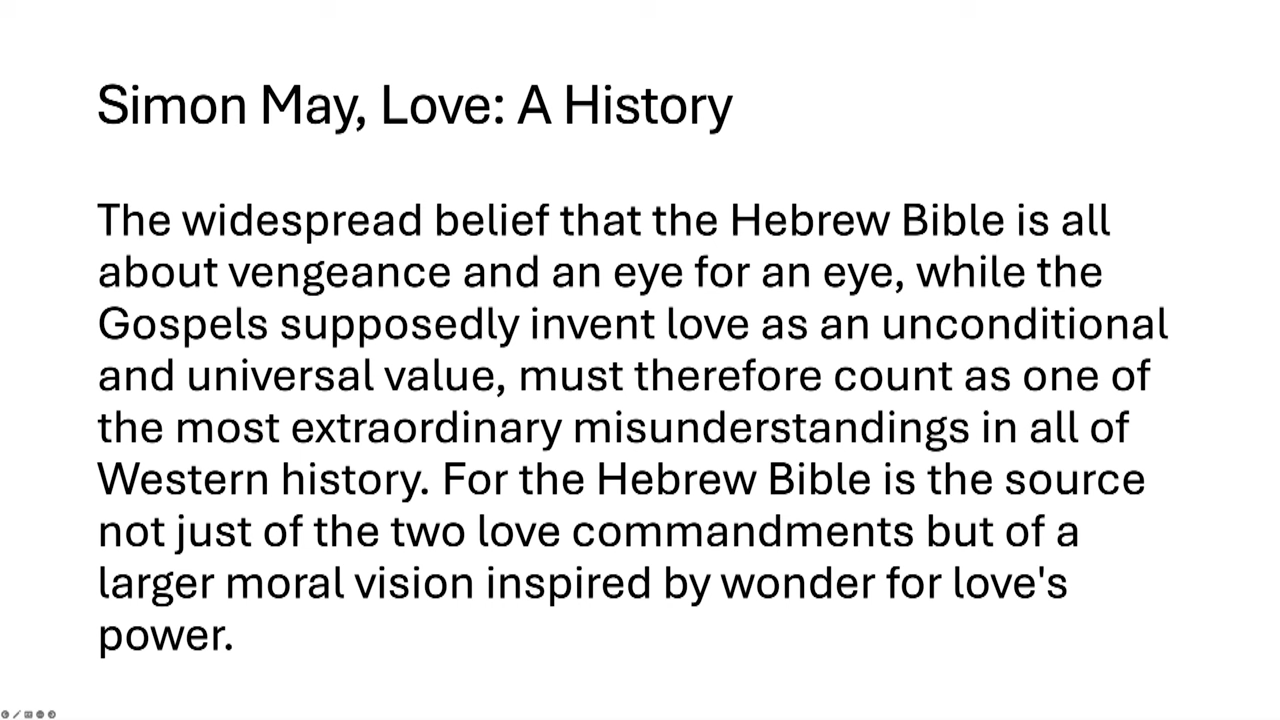 Simon May, Love: A History
The widespread belief that the Hebrew Bible is all
about vengeance and an eye for an eye, while the
Gospels supposedly invent love as an unconditional
and universal value, must therefore count as one of
the most extraordinary misunderstandings in all of
Western history. For the Hebrew Bible is the source
not just of the two love commandments but of a
larger moral vision inspired by wonder for love's
power.